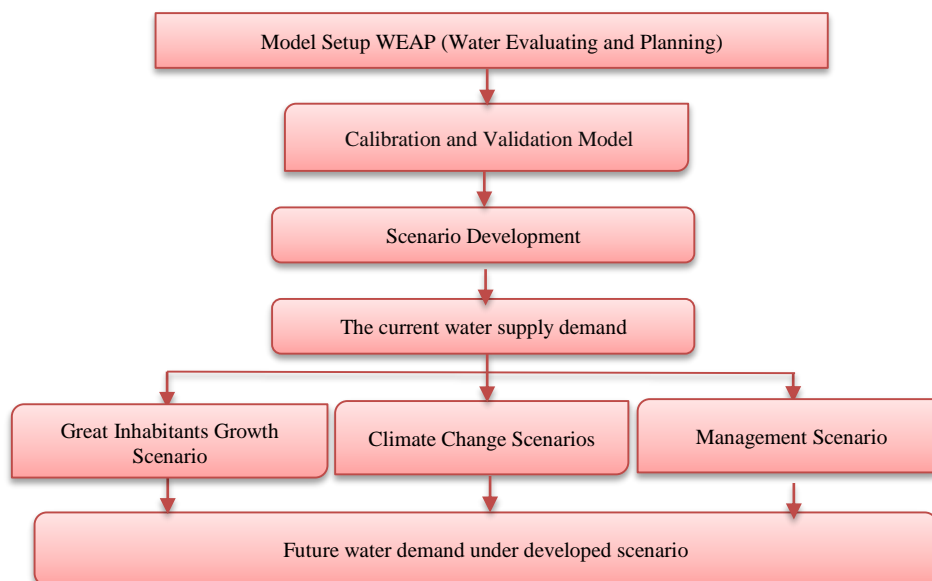 Model Setup WEAP (Water Evaluating and Planning)
Calibration and Validation Model
Scenario Development
The current water supply demand
Great Inhabitants Growth
Scenario
Climate Change Scenarios
Management Scenario
Future water demand under developed scenario